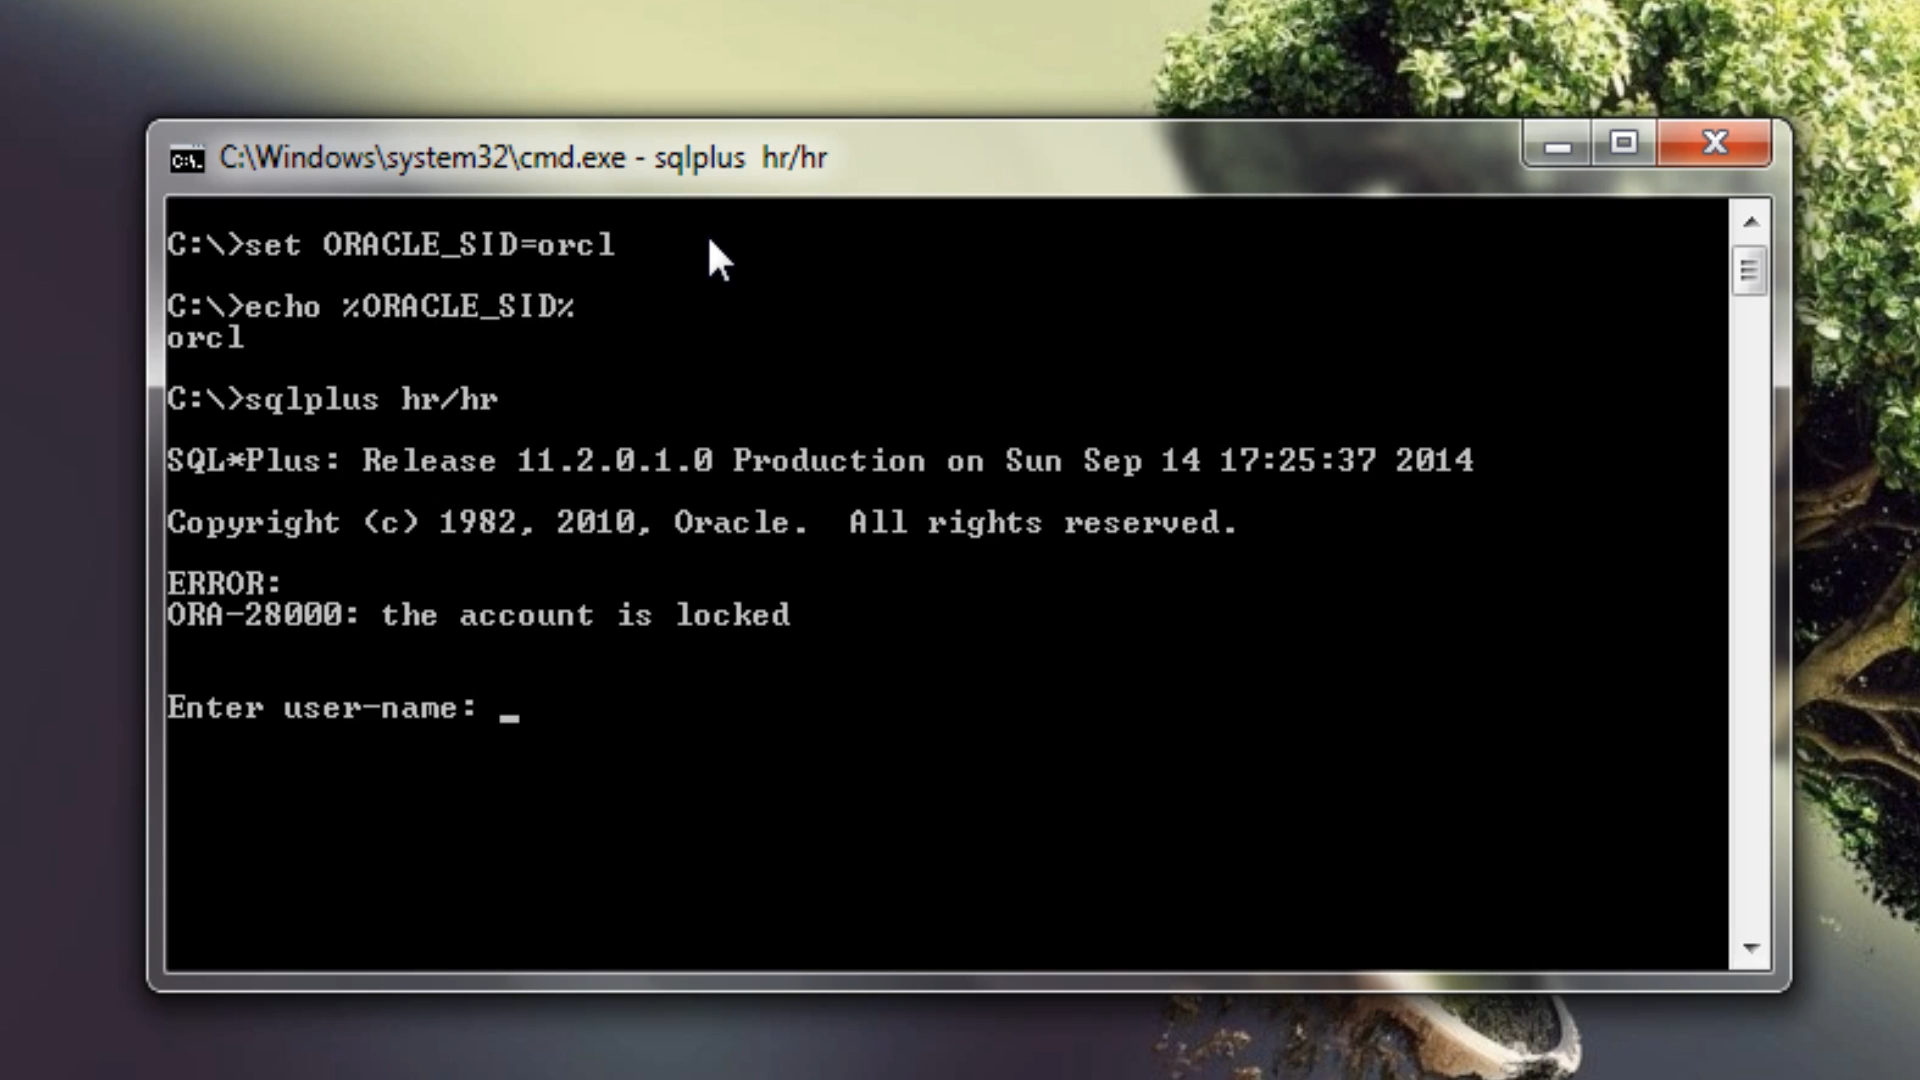 C:\Windows\system32\cmd.exe - sqlplus  hr/hr
C:\>set ORACLE_SID=orcl
C:\>echo %ORACLE_SID%
orcl
C:\>sqlplus hr/hr
SQL*Plus: Release 11.2.0.1.0 Production on Sun Sep 14 17:25:37 2014
Copyright (c) 1982, 2010, Oracle.  All rights reserved.
ERROR:
ORA-28000: the account is locked
Enter user-name: _